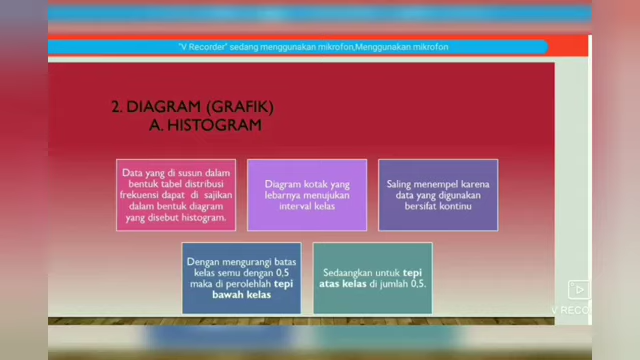 "V Recorder" sedang menggunakan mikrofon,Menggunakan mikrofon
2. DIAGRAM (GRAFIK)
A. HISTOGRAM
Data yang di susun dalam
bentuk tabel distribusi
frekuensi dapat di sajikan
dalam bentuk diagram
yang disebut histogram.
Diagram kotak yang
lebarnya menujukan
interval kelas
Saling menempel karena
data yang digunakan
bersifat kontinu
Dengan mengurangi batas
kelas semu dengan 0,5
maka di perolehlah tepi
bawah kelas
Sedaangkan untuk tepi
atas kelas di jumlah 0,5.
V RECO